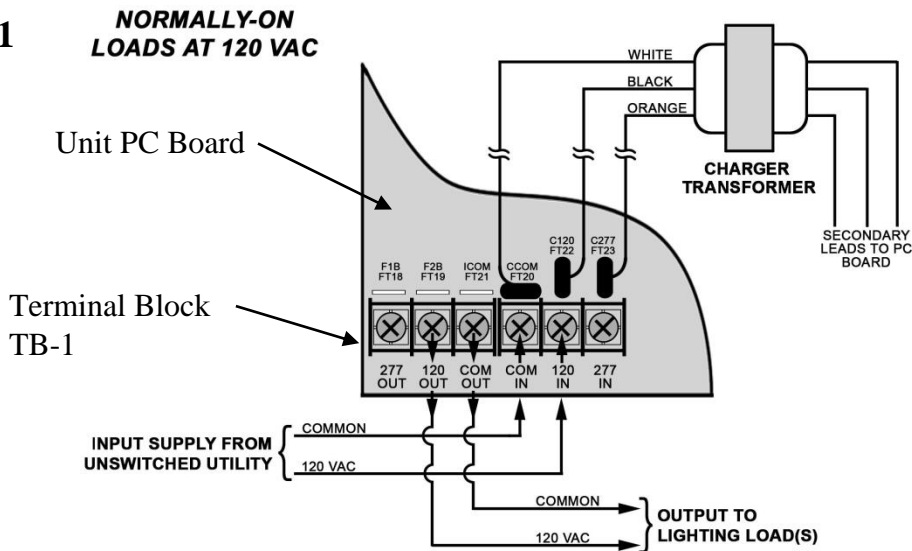 1
NORMALLY-ON
LOADS AT 120 VAC
WHITE
BLACK
ORANGE
CHARGER
TRANSFORMER
SECONDARY
LEADS TO PC
BOARD
Unit PC Board
F1B
FT18
F2B
FT19
ICOM
FT21
CCOM
FT20
C120
FT22
C277
FT23
Terminal Block
TB-1
277
OUT
120
OUT
COM
OUT
COM
IN
120
IN
277
IN
INPUT SUPPLY FROM
UNSWITCHED UTILITY
COMMON
120 VAC
COMMON
120 VAC
OUTPUT TO
LIGHTING LOAD(S)